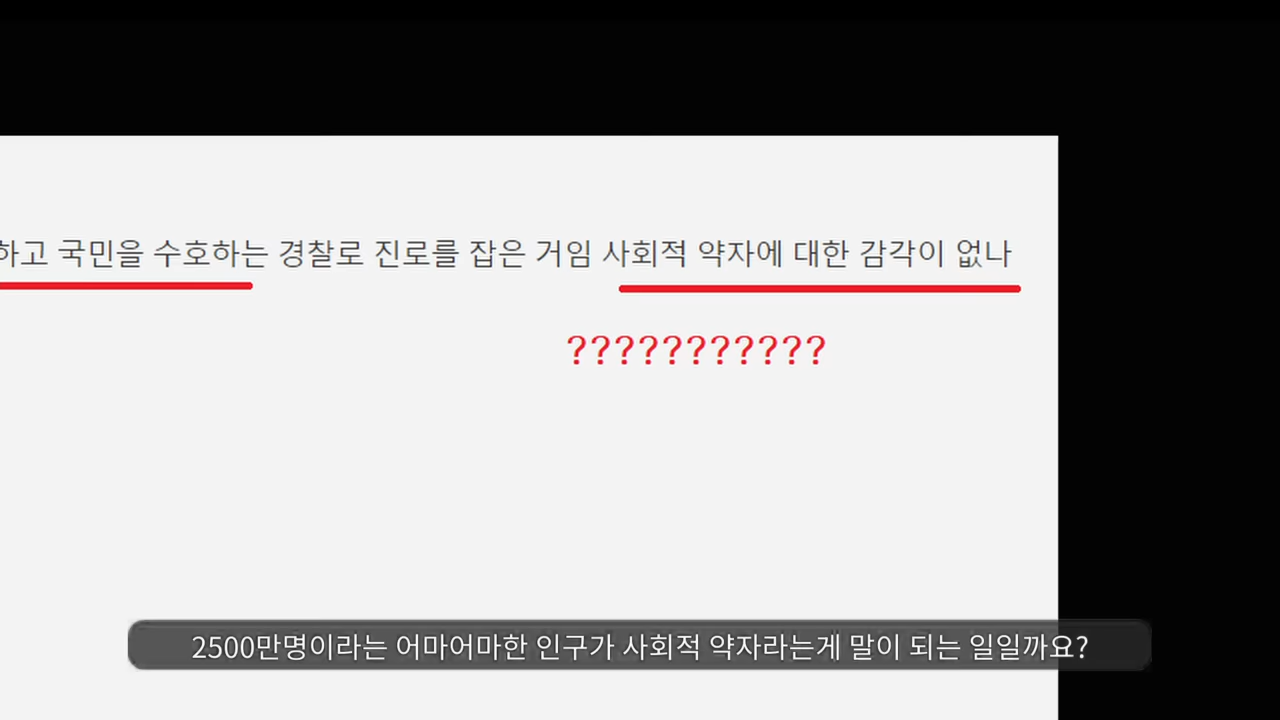 하고 국민을 수호하는 경찰로 진로를 잡은 거임 사회적 약자에 대한 감각이 없나
???????????
2500만명이라는 어마어마한 인구가 사회적 약자라는게 말이 되는 일일까요?